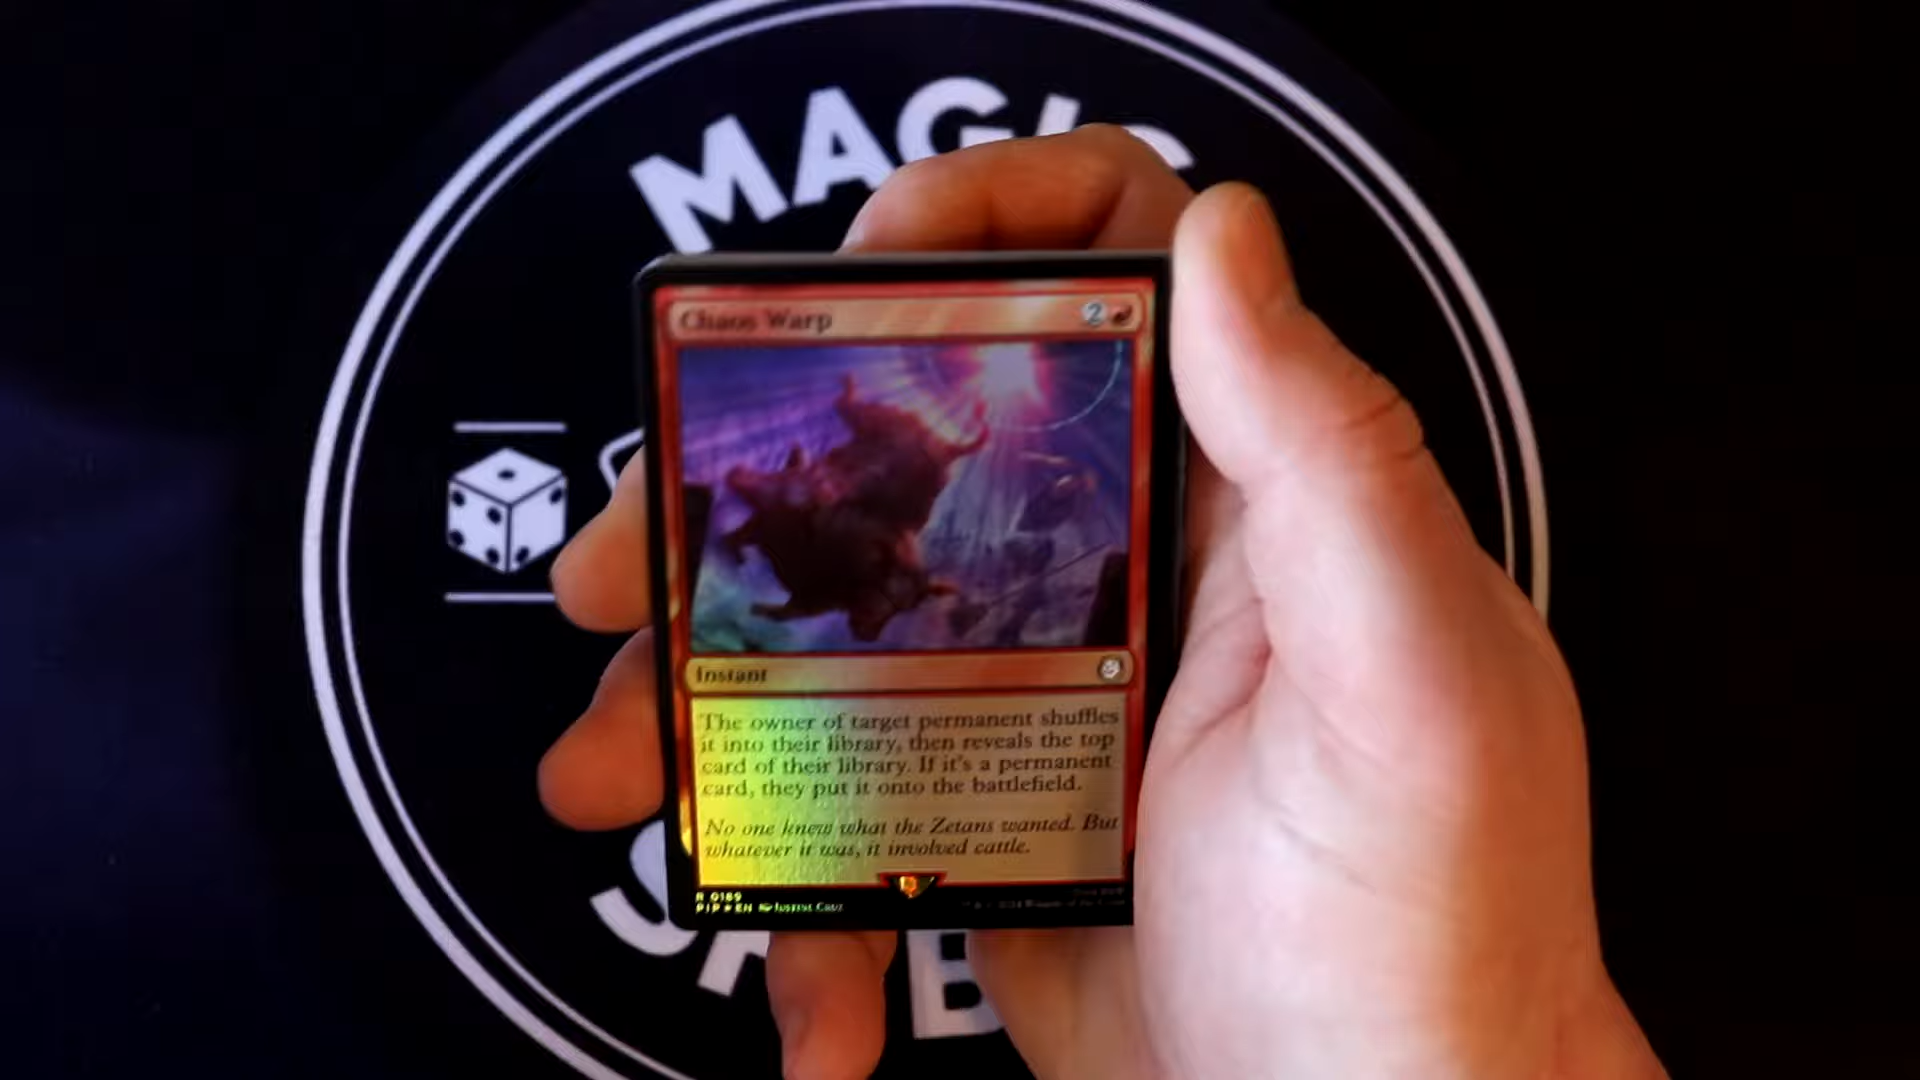 MAGIC
Chaos Warp
2
Instant
The owner of target permanent shuffles
it into their library, then reveals the top
card of their library. If it's a permanent
card, they put it onto the battlefield.
No one knew what the Zetans wanted. But
whatever it was, it involved cattle.
R 0189
PIP EN